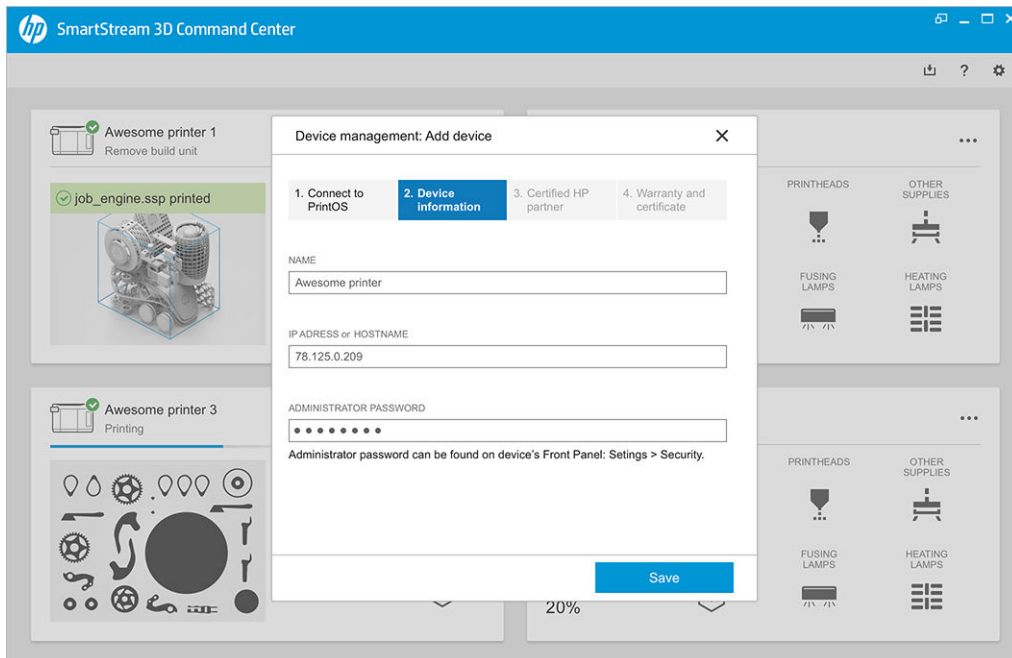 hp
SmartStream 3D Command Center
?
Awesome printer 1
Remove build unit
job_engine.ssp printed
Device management: Add device
1. Connect to
PrintOS
2. Device
information
3. Certified HP
partner
4. Warranty and
certificate
NAME
Awesome printer
IP ADRESS or HOSTNAME
78.125.0.209
ADMINISTRATOR PASSWORD
Administrator password can be found on device's Front Panel: Setings > Security.
Save
PRINTHEADS
OTHER
SUPPLIES
FUSING
LAMPS
HEATING
LAMPS
Awesome printer 3
Printing
20%
PRINTHEADS
OTHER
SUPPLIES
FUSING
LAMPS
HEATING
LAMPS